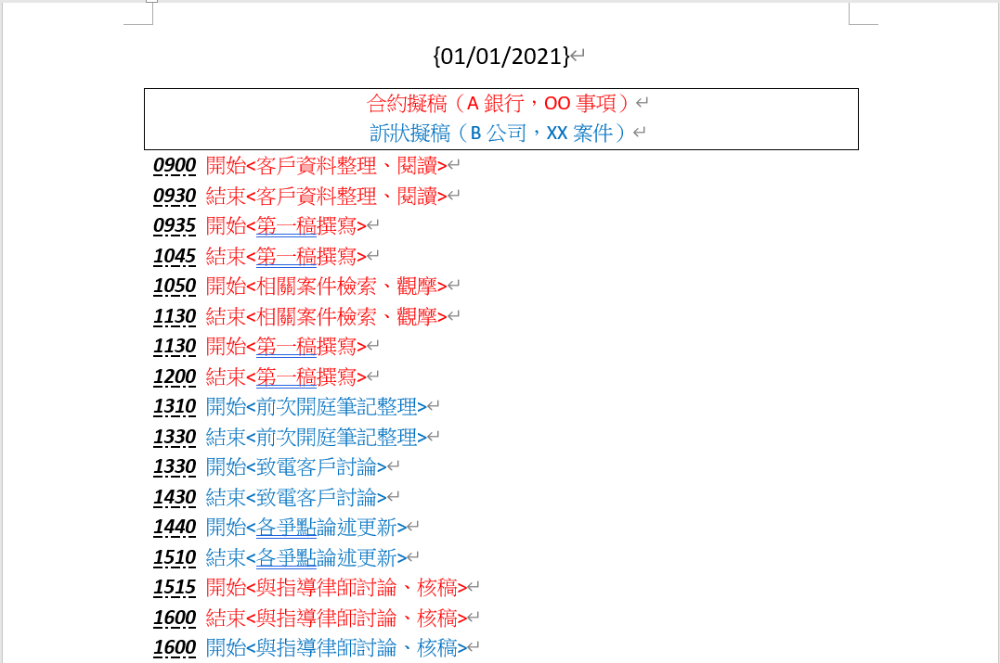 {01/01/2021}
合約擬稿（A 銀行，OO 事項）
訴狀擬稿（B 公司，XX 案件）
0900 開始<客戶資料整理、閱讀>
0930 結束<客戶資料整理、閱讀>
0935 開始<第一稿撰寫>
1045 結束<第一稿撰寫>
1050 開始<相關案件檢索、觀摩>
1130 結束<相關案件檢索、觀摩>
1130 開始<第一稿撰寫>
1200 結束<第一稿撰寫>
1310 開始<前次開庭筆記整理>
1330 結束<前次開庭筆記整理>
1330 開始<致電客戶討論>
1430 結束<致電客戶討論>
1440 開始<各爭點論述更新>
1510 結束<各爭點論述更新>
1515 開始<與指導律師討論、核稿>
1600 結束<與指導律師討論、核稿>
1600 開始<與指導律師討論、核稿>